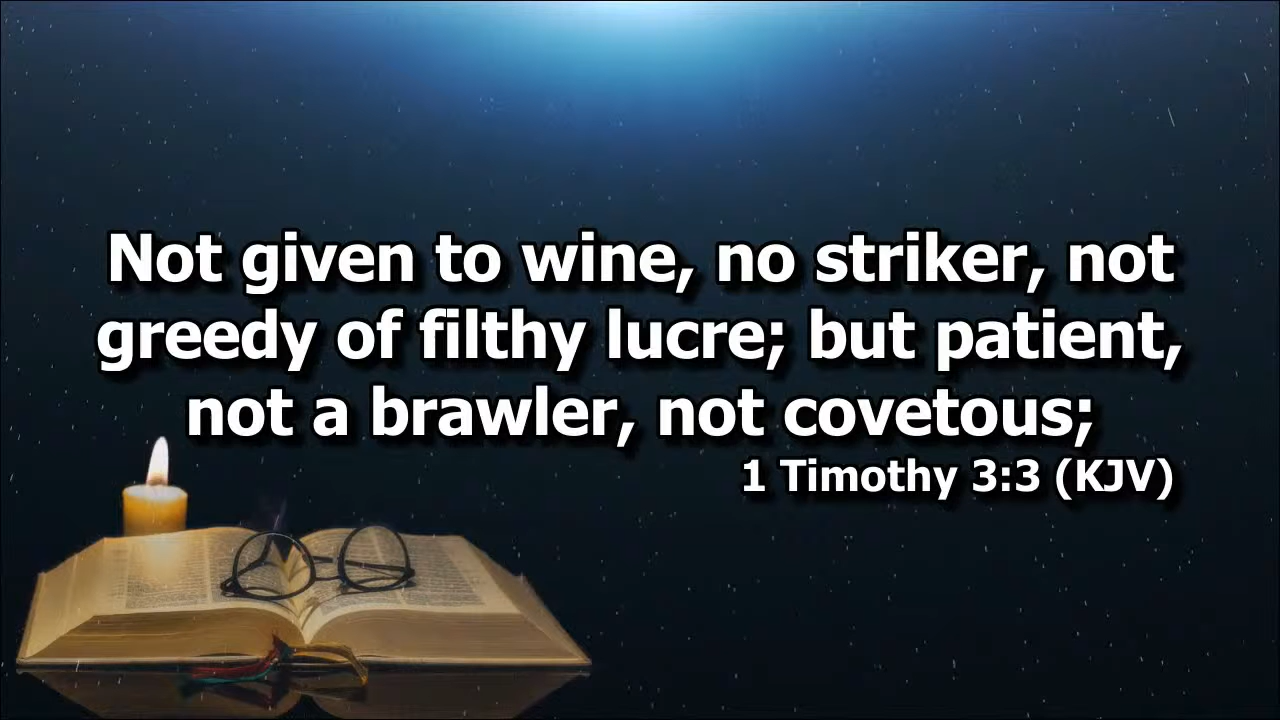 Not given to wine, no striker, not
greedy of filthy lucre; but patient,
not a brawler, not covetous;
1 Timothy 3:3 (KJV)